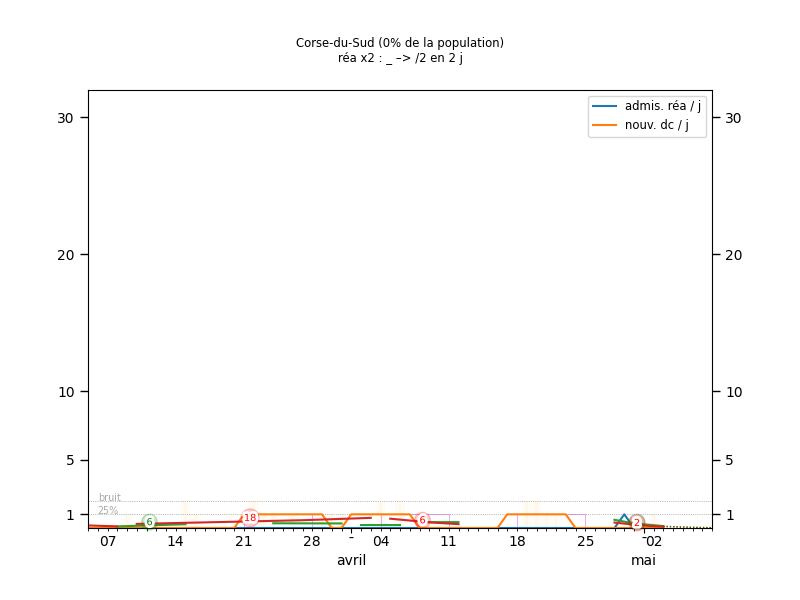 Corse-du-Sud (0% de la population)
réa x2 : _ –> /2 en 2 j
admis. réa / j
nouv. dc / j
30 30
20 20
10 10
5 5
bruit
25%
1 1
6 18 6 2
07 14 21 28 - 04 11 18 25 - 02
avril mai